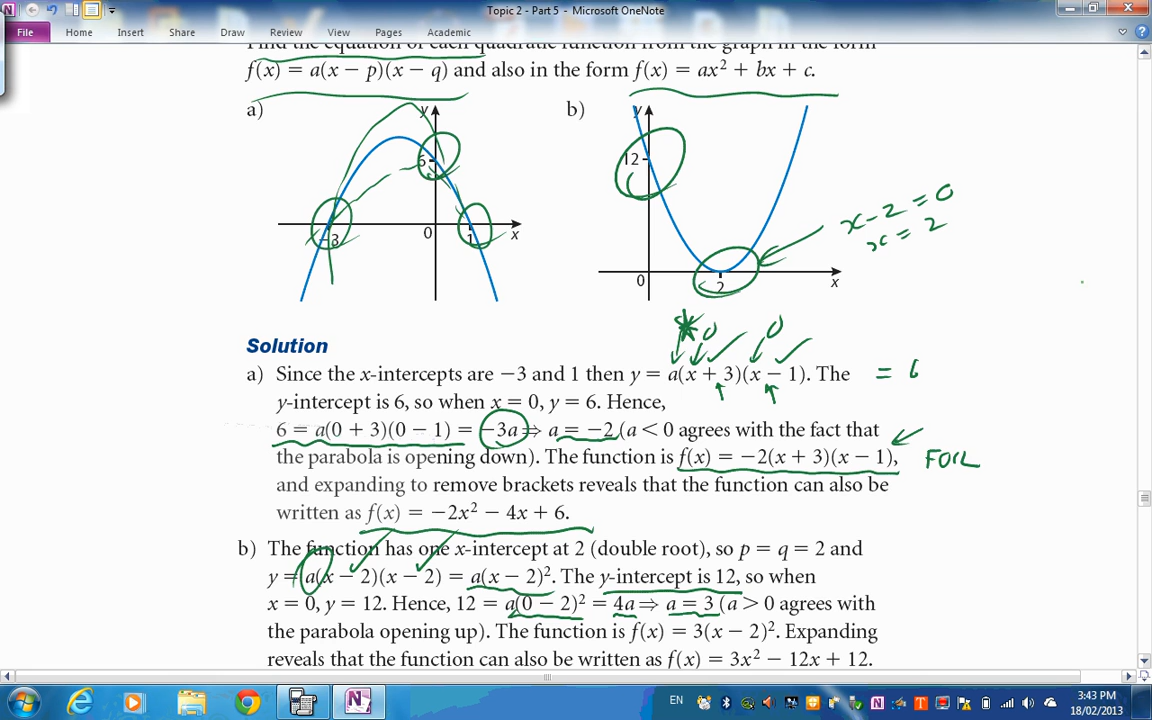 Topic 2 - Part 5 - Microsoft OneNote
File Home Insert Share Draw Review View Pages Academic
Find the equation of each quadratic function from the graph in the form
f(x) = a(x − p)(x − q) and also in the form f(x) = ax² + bx + c.
a) b)
y
6
−3 0 1 x
y
12
0 2 x
x − 2 = 0
x = 2
Solution
0 0
a) Since the x-intercepts are −3 and 1 then y = a(x + 3)(x − 1). The = 6
y-intercept is 6, so when x = 0, y = 6. Hence,
6 = a(0 + 3)(0 − 1) = −3a ⇒ a = −2 (a < 0 agrees with the fact that
the parabola is opening down). The function is f(x) = −2(x + 3)(x − 1), FOIL
and expanding to remove brackets reveals that the function can also be
written as f(x) = −2x² − 4x + 6.
b) The function has one x-intercept at 2 (double root), so p = q = 2 and
y = a(x − 2)(x − 2) = a(x − 2)². The y-intercept is 12, so when
x = 0, y = 12. Hence, 12 = a(0 − 2)² = 4a ⇒ a = 3 (a > 0 agrees with
the parabola opening up). The function is f(x) = 3(x − 2)². Expanding
reveals that the function can also be written as f(x) = 3x² − 12x + 12.
EN
3:43 PM
18/02/2013